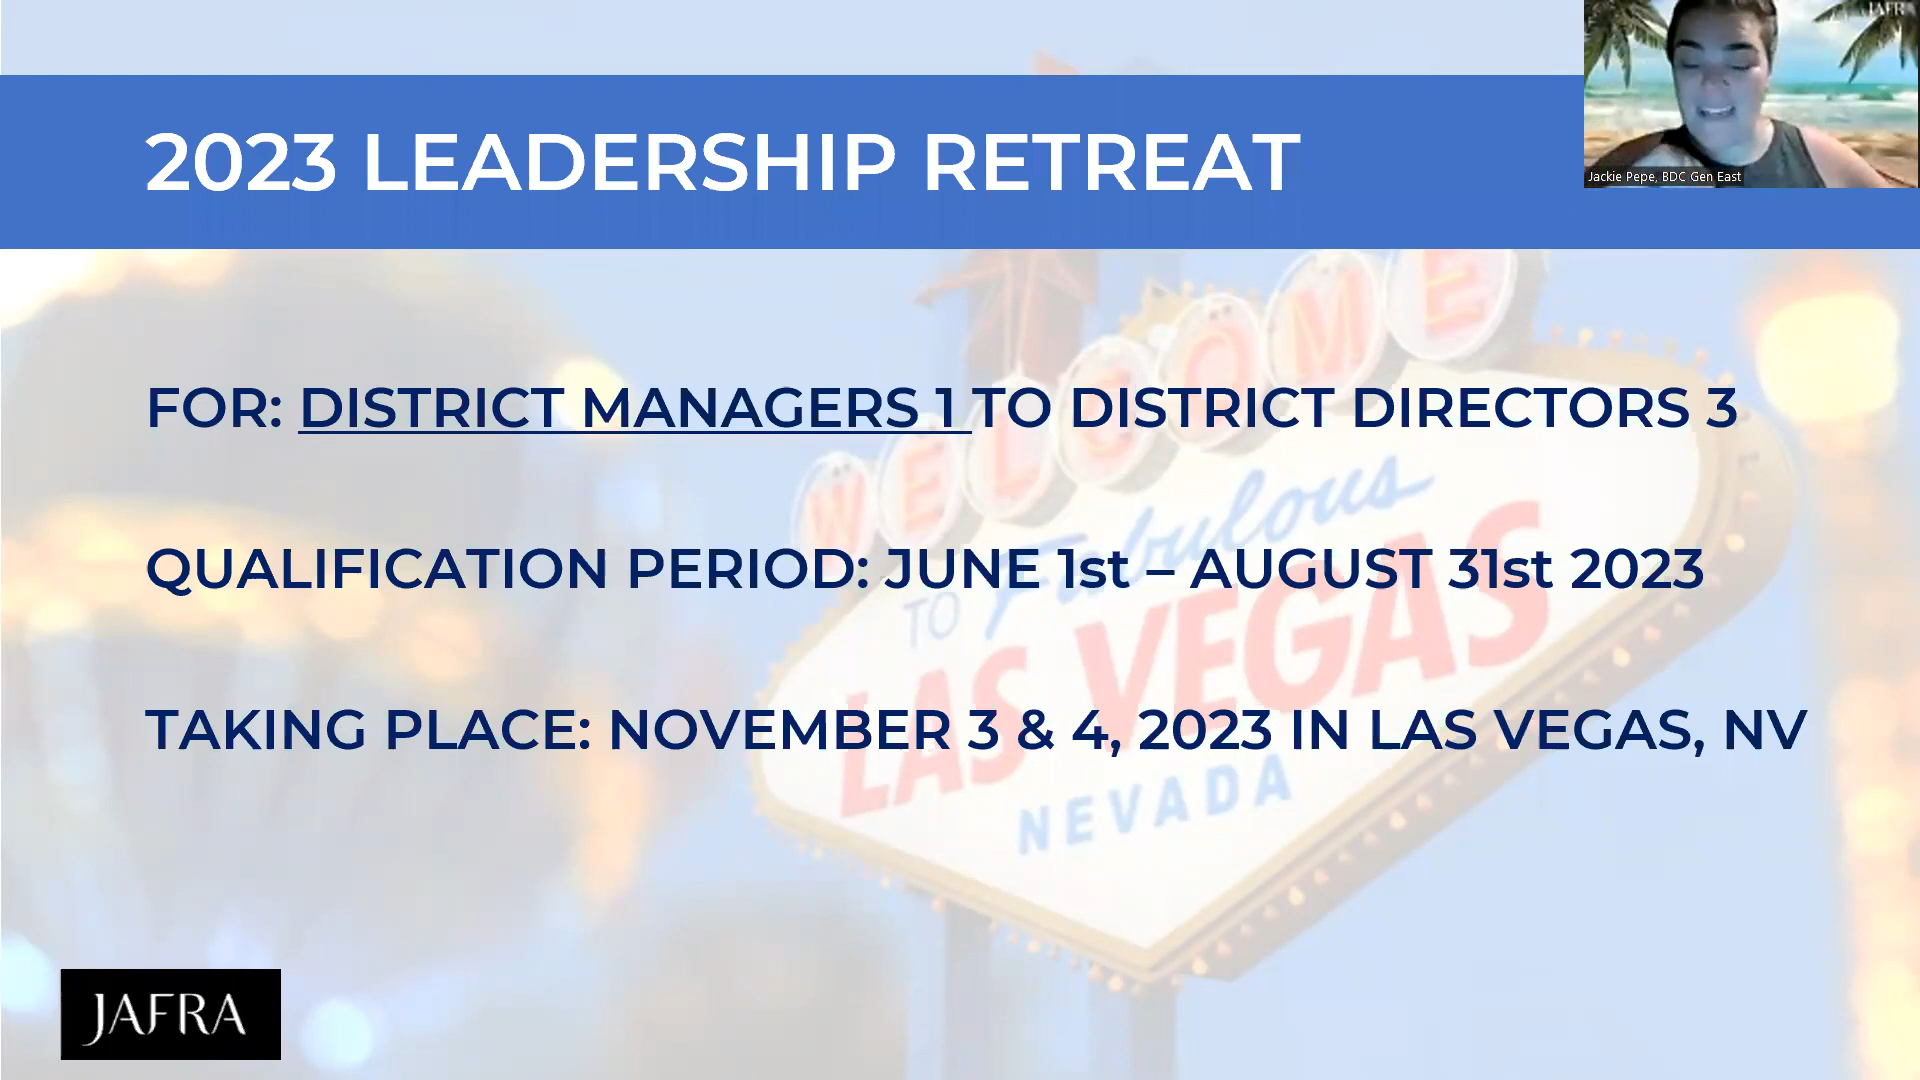 JAFRA
Jackie Pepe, BDC Gen East
2023 LEADERSHIP RETREAT
FOR: DISTRICT MANAGERS 1 TO DISTRICT DIRECTORS 3
QUALIFICATION PERIOD: JUNE 1st – AUGUST 31st 2023
TAKING PLACE: NOVEMBER 3 & 4, 2023 IN LAS VEGAS, NV
WELCOME
TO Fabulous
LAS VEGAS
NEVADA
JAFRA